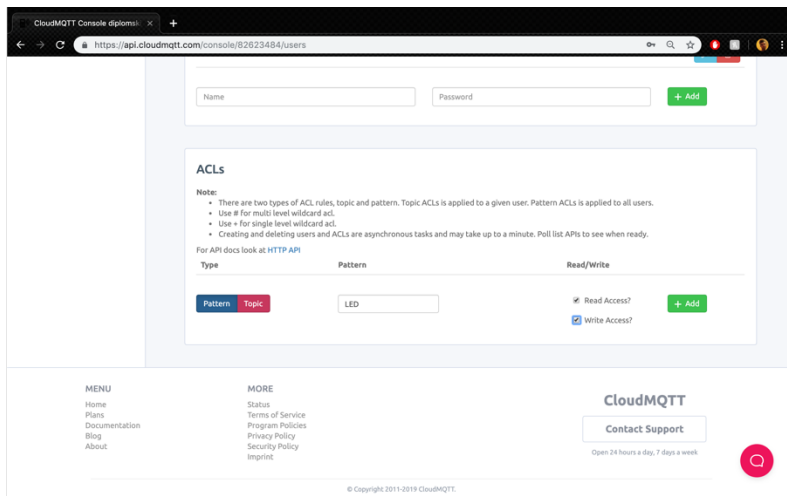 CloudMQTT Console diplomsk
https://api.cloudmqtt.com/console/82623484/users
Name
Password
+ Add
ACLs
Note:
• There are two types of ACL rules, topic and pattern. Topic ACLs is applied to a given user. Pattern ACLs is applied to all users.
• Use # for multi level wildcard acl.
• Use + for single level wildcard acl.
• Creating and deleting users and ACLs are asynchronous tasks and may take up to a minute. Poll list APIs to see when ready.
For API docs look at HTTP API
Type Pattern Read/Write
Pattern Topic
LED
Read Access?
Write Access?
+ Add
MENU
Home
Plans
Documentation
Blog
About
MORE
Status
Terms of Service
Program Policies
Privacy Policy
Security Policy
Imprint
CloudMQTT
Contact Support
Open 24 hours a day, 7 days a week
© Copyright 2011-2019 CloudMQTT.